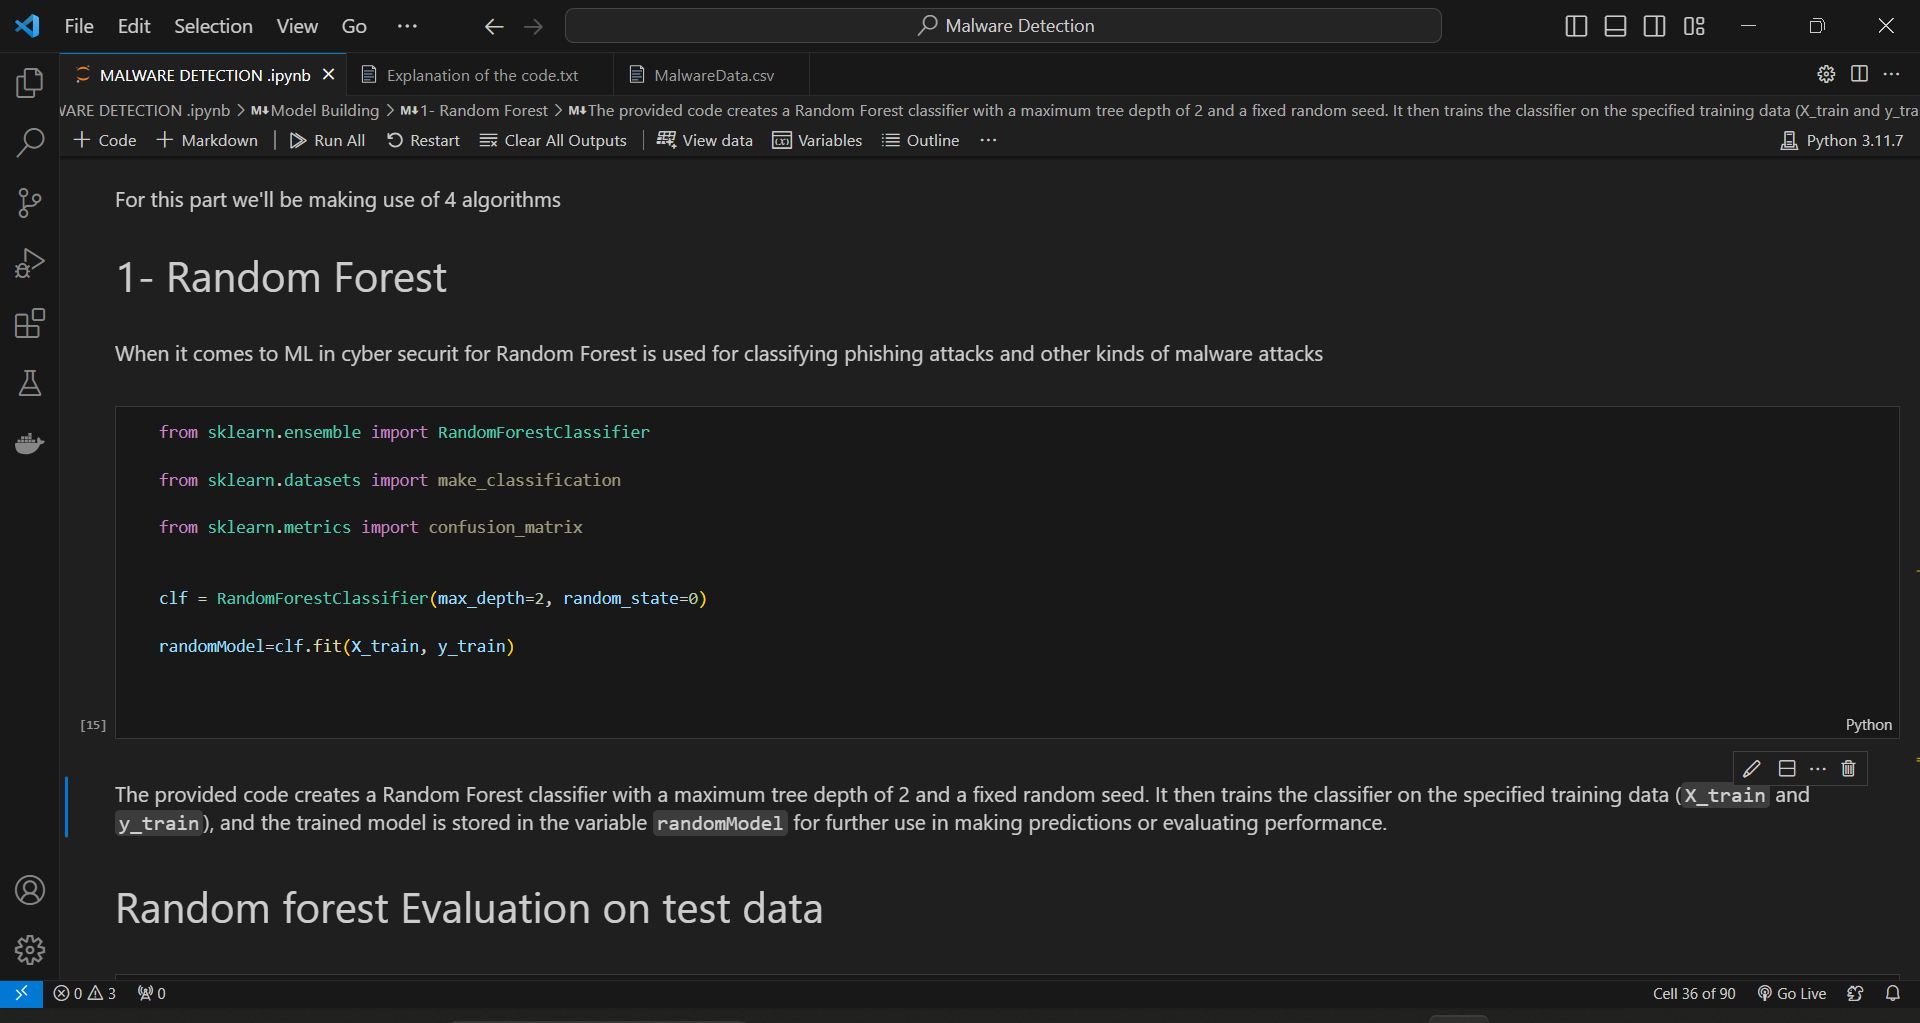 File Edit Selection View Go ··· Malware Detection
MALWARE DETECTION .ipynb Explanation of the code.txt MalwareData.csv
WARE DETECTION .ipynb > M↓Model Building > M↓1- Random Forest > M↓The provided code creates a Random Forest classifier with a maximum tree depth of 2 and a fixed random seed. It then trains the classifier on the specified training data (X_train and y_tra
+ Code + Markdown | Run All Restart Clear All Outputs | View data Variables Outline ··· Python 3.11.7
For this part we'll be making use of 4 algorithms
1- Random Forest
When it comes to ML in cyber securit for Random Forest is used for classifying phishing attacks and other kinds of malware attacks
from sklearn.ensemble import RandomForestClassifier
from sklearn.datasets import make_classification
from sklearn.metrics import confusion_matrix
clf = RandomForestClassifier(max_depth=2, random_state=0)
randomModel=clf.fit(X_train, y_train)
[15] Python
The provided code creates a Random Forest classifier with a maximum tree depth of 2 and a fixed random seed. It then trains the classifier on the specified training data (X_train and
y_train), and the trained model is stored in the variable randomModel for further use in making predictions or evaluating performance.
Random forest Evaluation on test data
0 3 0 Cell 36 of 90 Go Live